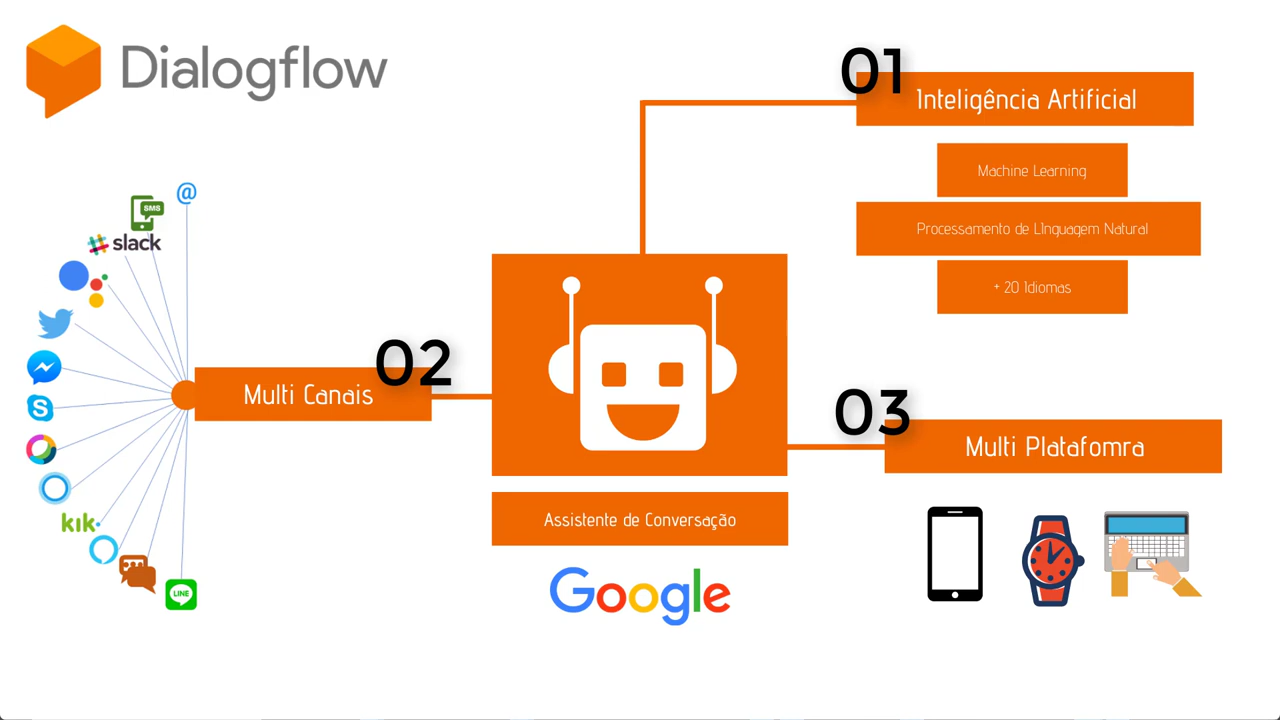 Dialogflow
01
Inteligência Artificial
Machine Learning
Processamento de Linguagem Natural
+ 20 Idiomas
@
SMS
slack
02
Multi Canais
kik
LINE
Assistente de Conversação
Google
03
Multi Platafomra